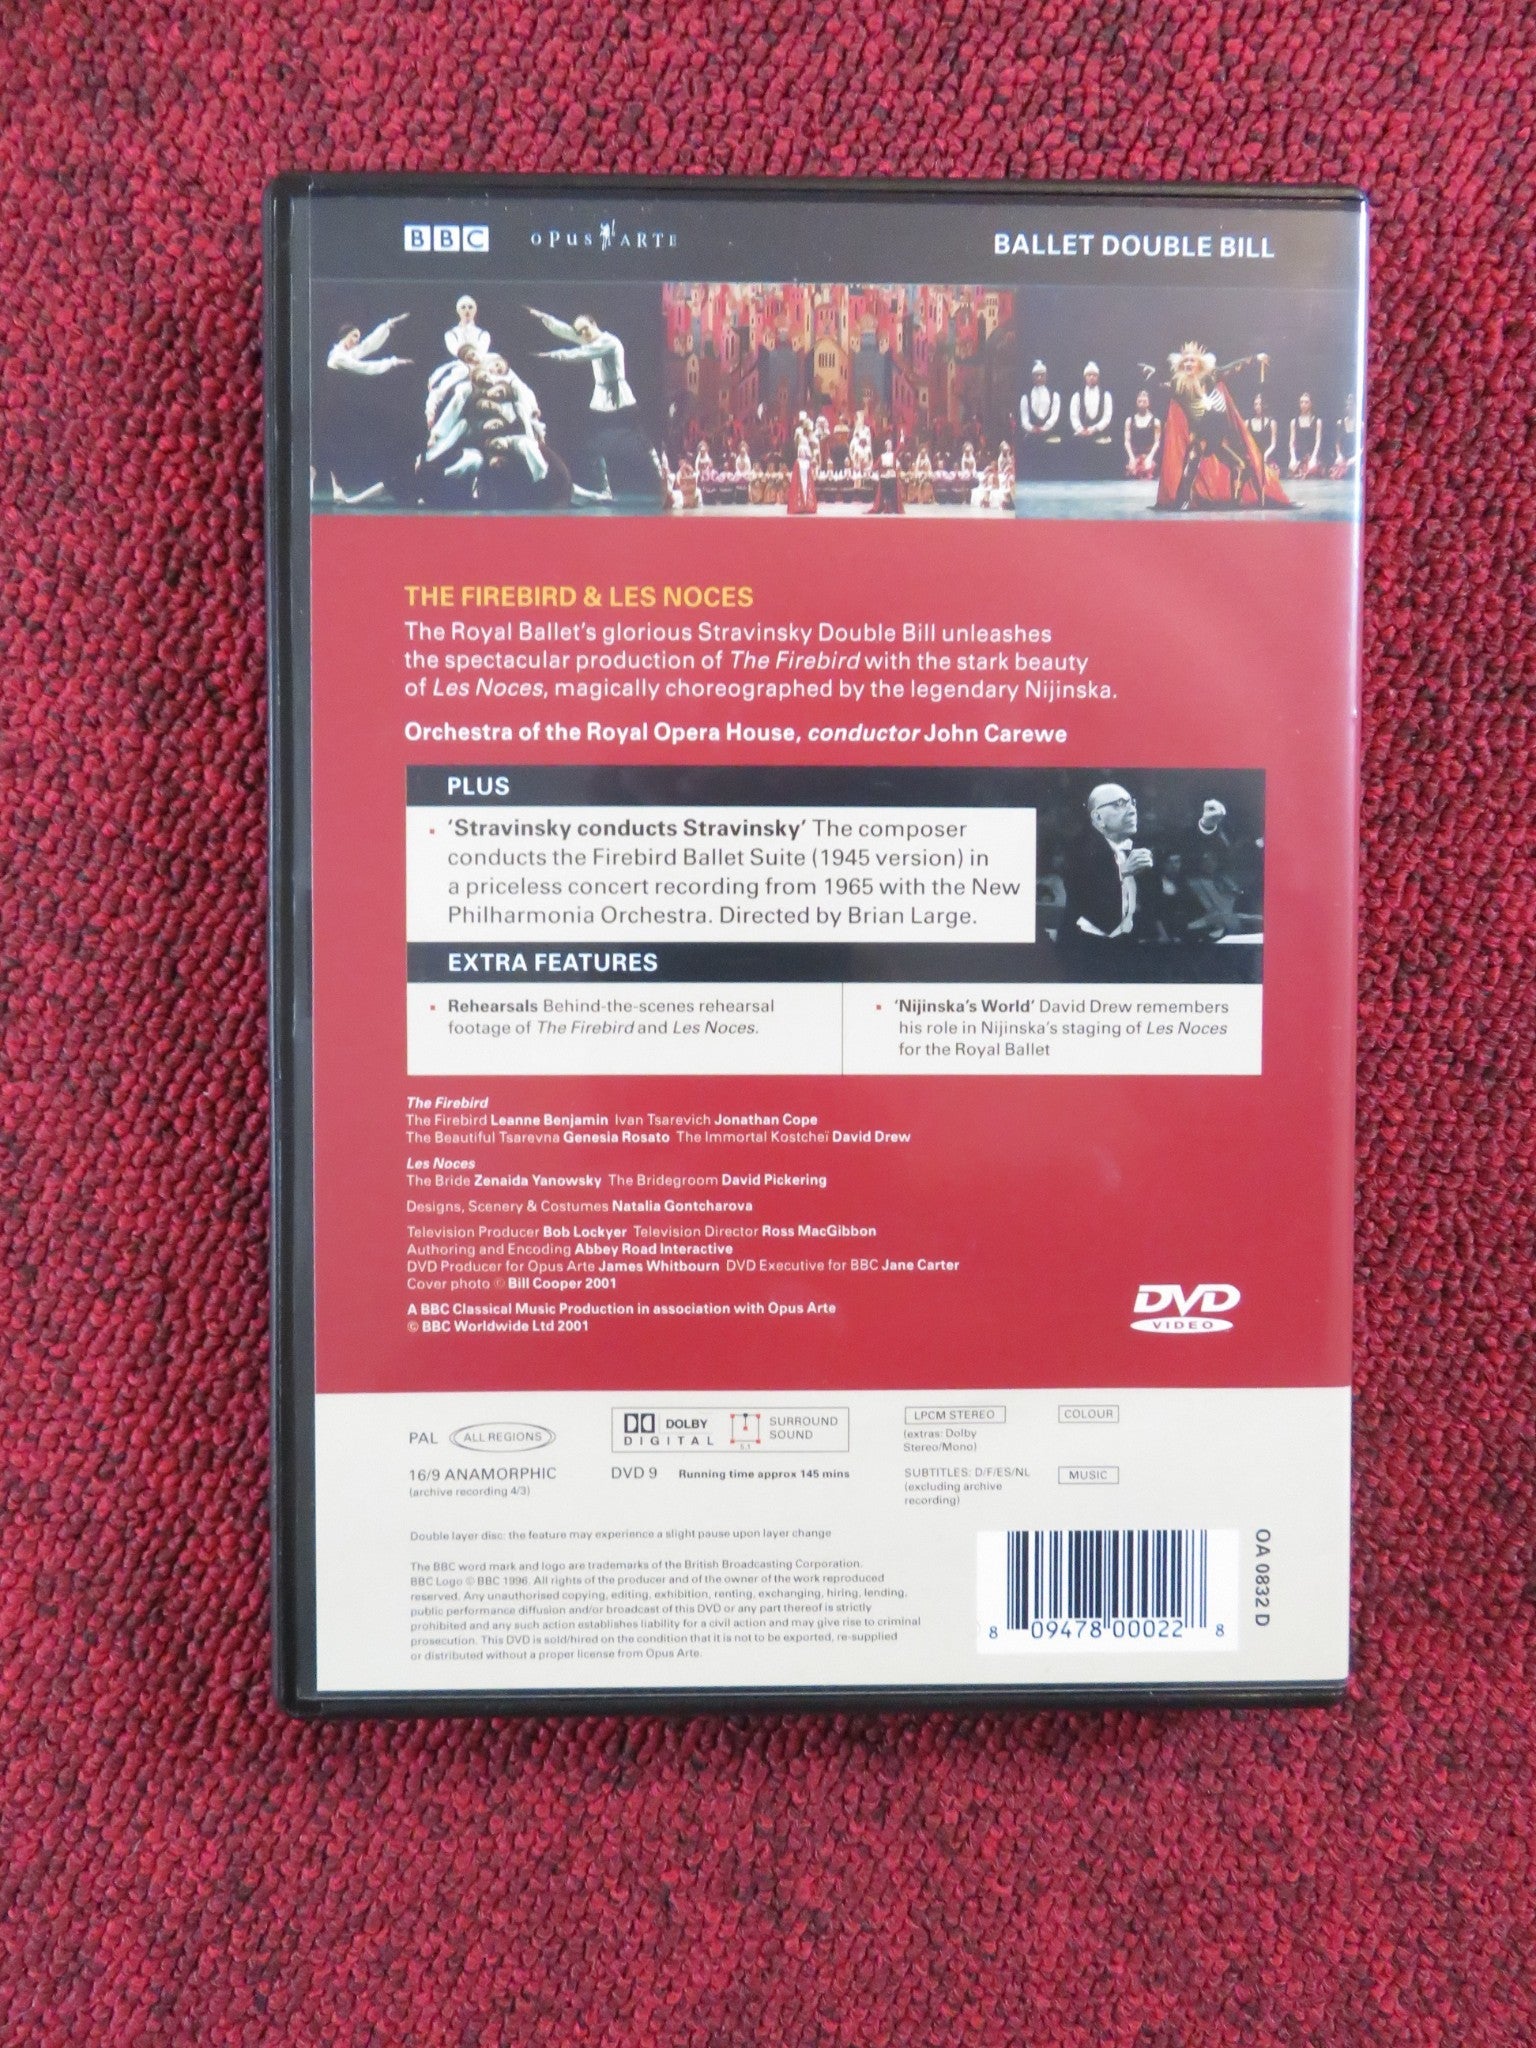 BBC OPUS ARTE BALLET DOUBLE BILL
THE FIREBIRD & LES NOCES
The Royal Ballet's glorious Stravinsky Double Bill unleashes
the spectacular production of The Firebird with the stark beauty
of Les Noces, magically choreographed by the legendary Nijinska.
Orchestra of the Royal Opera House, conductor John Carewe
PLUS
▪ 'Stravinsky conducts Stravinsky' The composer
conducts the Firebird Ballet Suite (1945 version) in
a priceless concert recording from 1965 with the New
Philharmonia Orchestra. Directed by Brian Large.
EXTRA FEATURES
▪ Rehearsals Behind-the-scenes rehearsal
footage of The Firebird and Les Noces.
▪ 'Nijinska's World' David Drew remembers
his role in Nijinska's staging of Les Noces
for the Royal Ballet
The Firebird
The Firebird Leanne Benjamin Ivan Tsarevich Jonathan Cope
The Beautiful Tsarevna Genesia Rosato The Immortal Kostcheï David Drew
Les Noces
The Bride Zenaida Yanowsky The Bridegroom David Pickering
Designs, Scenery & Costumes Natalia Gontcharova
Television Producer Bob Lockyer Television Director Ross MacGibbon
Authoring and Encoding Abbey Road Interactive
DVD Producer for Opus Arte James Whitbourn DVD Executive for BBC Jane Carter
Cover photo © Bill Cooper 2001
A BBC Classical Music Production in association with Opus Arte
© BBC Worldwide Ltd 2001
DVD
VIDEO
PAL ALL REGIONS
16/9 ANAMORPHIC
(archive recording 4/3)
DOLBY
DIGITAL
5.1
SURROUND
SOUND
DVD 9 Running time approx 145 mins
LPCM STEREO
(extras: Dolby
Stereo/Mono)
COLOUR
SUBTITLES: D/F/ES/NL
(excluding archive
recording)
MUSIC
Double layer disc: the feature may experience a slight pause upon layer change
The BBC word mark and logo are trademarks of the British Broadcasting Corporation.
BBC Logo © BBC 1996. All rights of the producer and of the owner of the work reproduced
reserved. Any unauthorised copying, editing, exhibition, renting, exchanging, hiring, lending,
public performance diffusion and/or broadcast of this DVD or any part thereof is strictly
prohibited and any such action establishes liability for a civil action and may give rise to criminal
prosecution. This DVD is sold/hired on the condition that it is not to be exported, re-supplied
or distributed without a proper license from Opus Arte.
8 09478 00022 8
OA 0832 D